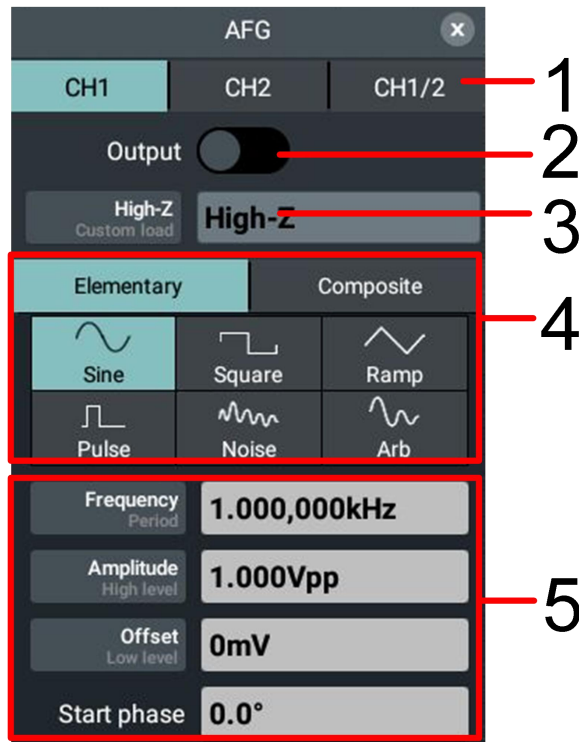 AFG
x
CH1 CH2 CH1/2 1
Output 2
High-Z
Custom load
High-Z 3
Elementary Composite 4
Sine Square Ramp
Pulse Noise Arb
Frequency
Period
1.000,000kHz
Amplitude
High level
1.000Vpp 5
Offset
Low level
0mV
Start phase 0.0°